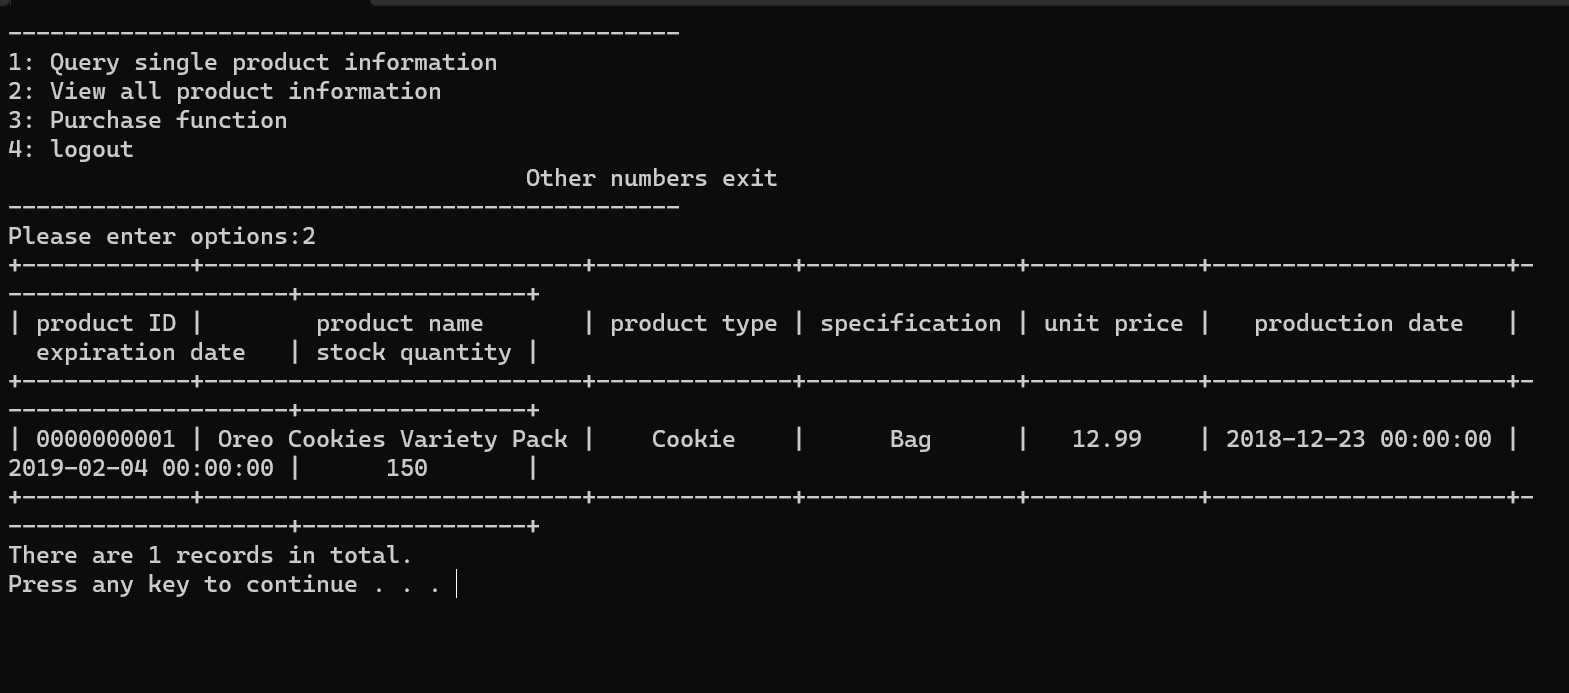 ------------------------------------------------
1: Query single product information
2: View all product information
3: Purchase function
4: logout
                                     Other numbers exit
------------------------------------------------
Please enter options:2
+------------+---------------------------+--------------+---------------+------------+---------------------+-
--------------------+----------------+
| product ID |        product name       | product type | specification | unit price |   production date   |
  expiration date   | stock quantity |
+------------+---------------------------+--------------+---------------+------------+---------------------+-
--------------------+----------------+
| 0000000001 | Oreo Cookies Variety Pack |    Cookie    |      Bag      |   12.99    | 2018-12-23 00:00:00 |
2019-02-04 00:00:00 |      150       |
+------------+---------------------------+--------------+---------------+------------+---------------------+-
--------------------+----------------+
There are 1 records in total.
Press any key to continue . . .